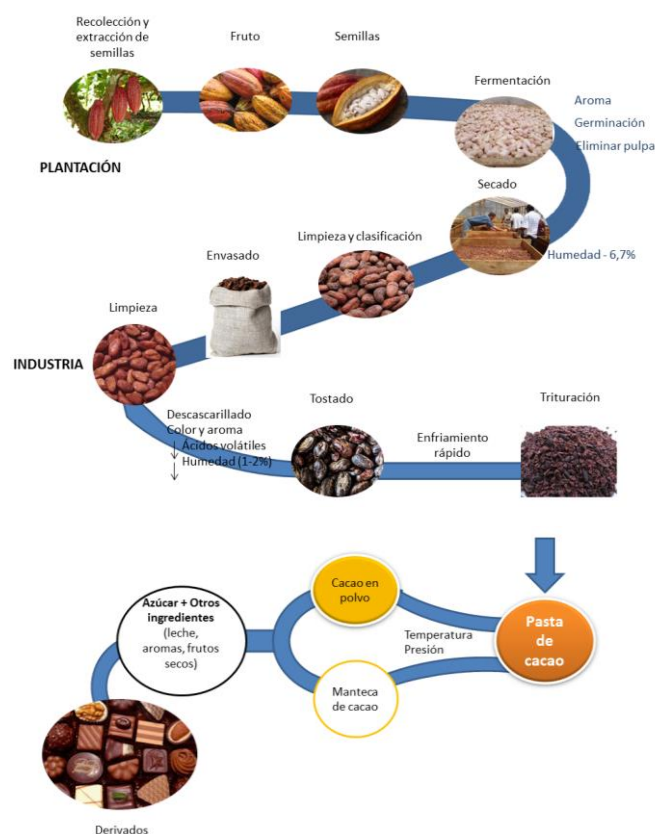 Recolección y
extracción de
semillas
Fruto
Semillas
Fermentación
Aroma
Germinación
Eliminar pulpa
PLANTACIÓN
Secado
Humedad - 6,7%
Limpieza y clasificación
Envasado
Limpieza
INDUSTRIA
Descascarillado
Color y aroma
↓ Ácidos volátiles
↓ Humedad (1-2%)
Tostado
Enfriamiento
rápido
Trituración
Pasta
de
cacao
Temperatura
Presión
Cacao en
polvo
Manteca
de cacao
Azúcar + Otros
ingredientes
(leche,
aromas, frutos
secos)
Derivados